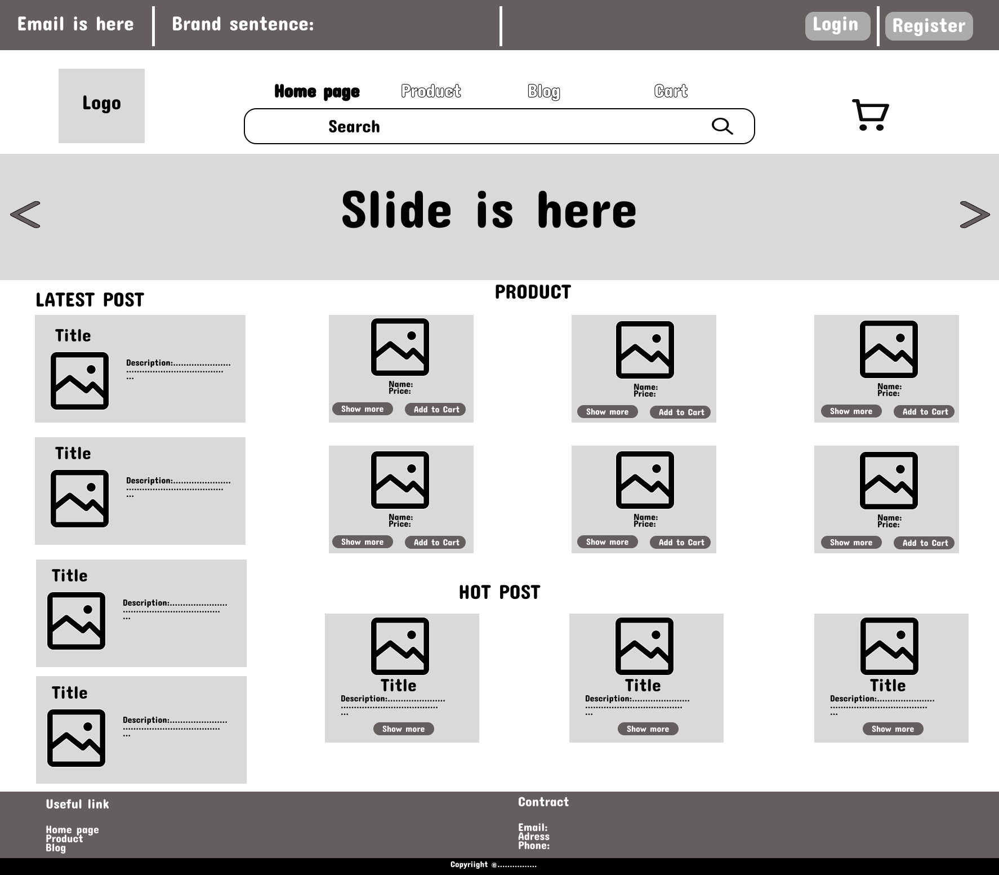 Email is here
Brand sentence:
Login
Register
Logo
Home page
Product
Blog
Cart
Search
<
Slide is here
>
LATEST POST
Title
Description:......................
.....................................
...
Title
Description:......................
.....................................
...
Title
Description:......................
.....................................
...
Title
Description:......................
.....................................
...
PRODUCT
Name:
Price:
Show more
Add to Cart
Name:
Price:
Show more
Add to Cart
Name:
Price:
Show more
Add to Cart
Name:
Price:
Show more
Add to Cart
Name:
Price:
Show more
Add to Cart
Name:
Price:
Show more
Add to Cart
HOT POST
Title
Description:......................
.....................................
...
Show more
Title
Description:......................
.....................................
...
Show more
Title
Description:......................
.....................................
...
Show more
Useful link
Home page
Product
Blog
Contract
Email:
Adress
Phone:
Copyriight @................